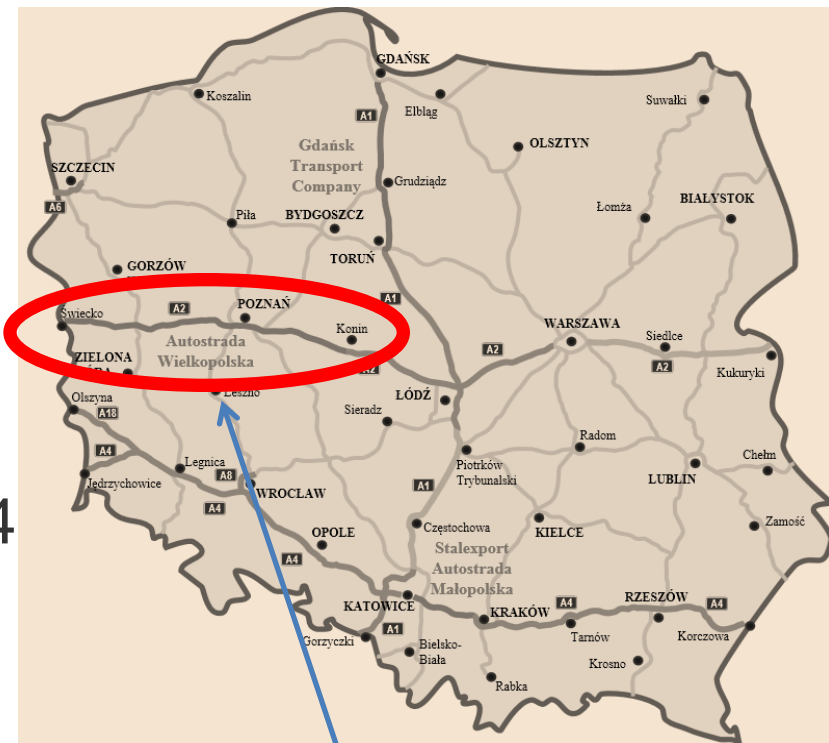 GDAŃSK
Koszalin
Elbląg
Suwałki
A1
Gdańsk
Transport
Company
OLSZTYN
SZCZECIN
Grudziądz
BIALYSTOK
A6
Piła
BYDGOSZCZ
Łomża
TORUŃ
GORZÓW
A1
Świecko
A2
POZNAŃ
Konin
WARSZAWA
Siedlce
Autostrada
Wielkopolska
A2
A2
ZIELONA
A2
Kukuryki
Olszyna
Leszno
ŁÓDŹ
A18
Sieradz
Radom
A4
Legnica
A8
Piotrków
Trybunalski
Chełm
Jędrzychowice
WROCLAW
A1
LUBLIN
A4
4
OPOLE
Częstochowa
KIELCE
Zamość
A4
Stalexport
Autostrada
Małopolska
KATOWICE
KRAKÓW
A4
RZESZÓW
A4
Gorzyczki
A1
Tarnów
Korczowa
Bielsko-
Biała
Krosno
Rabka